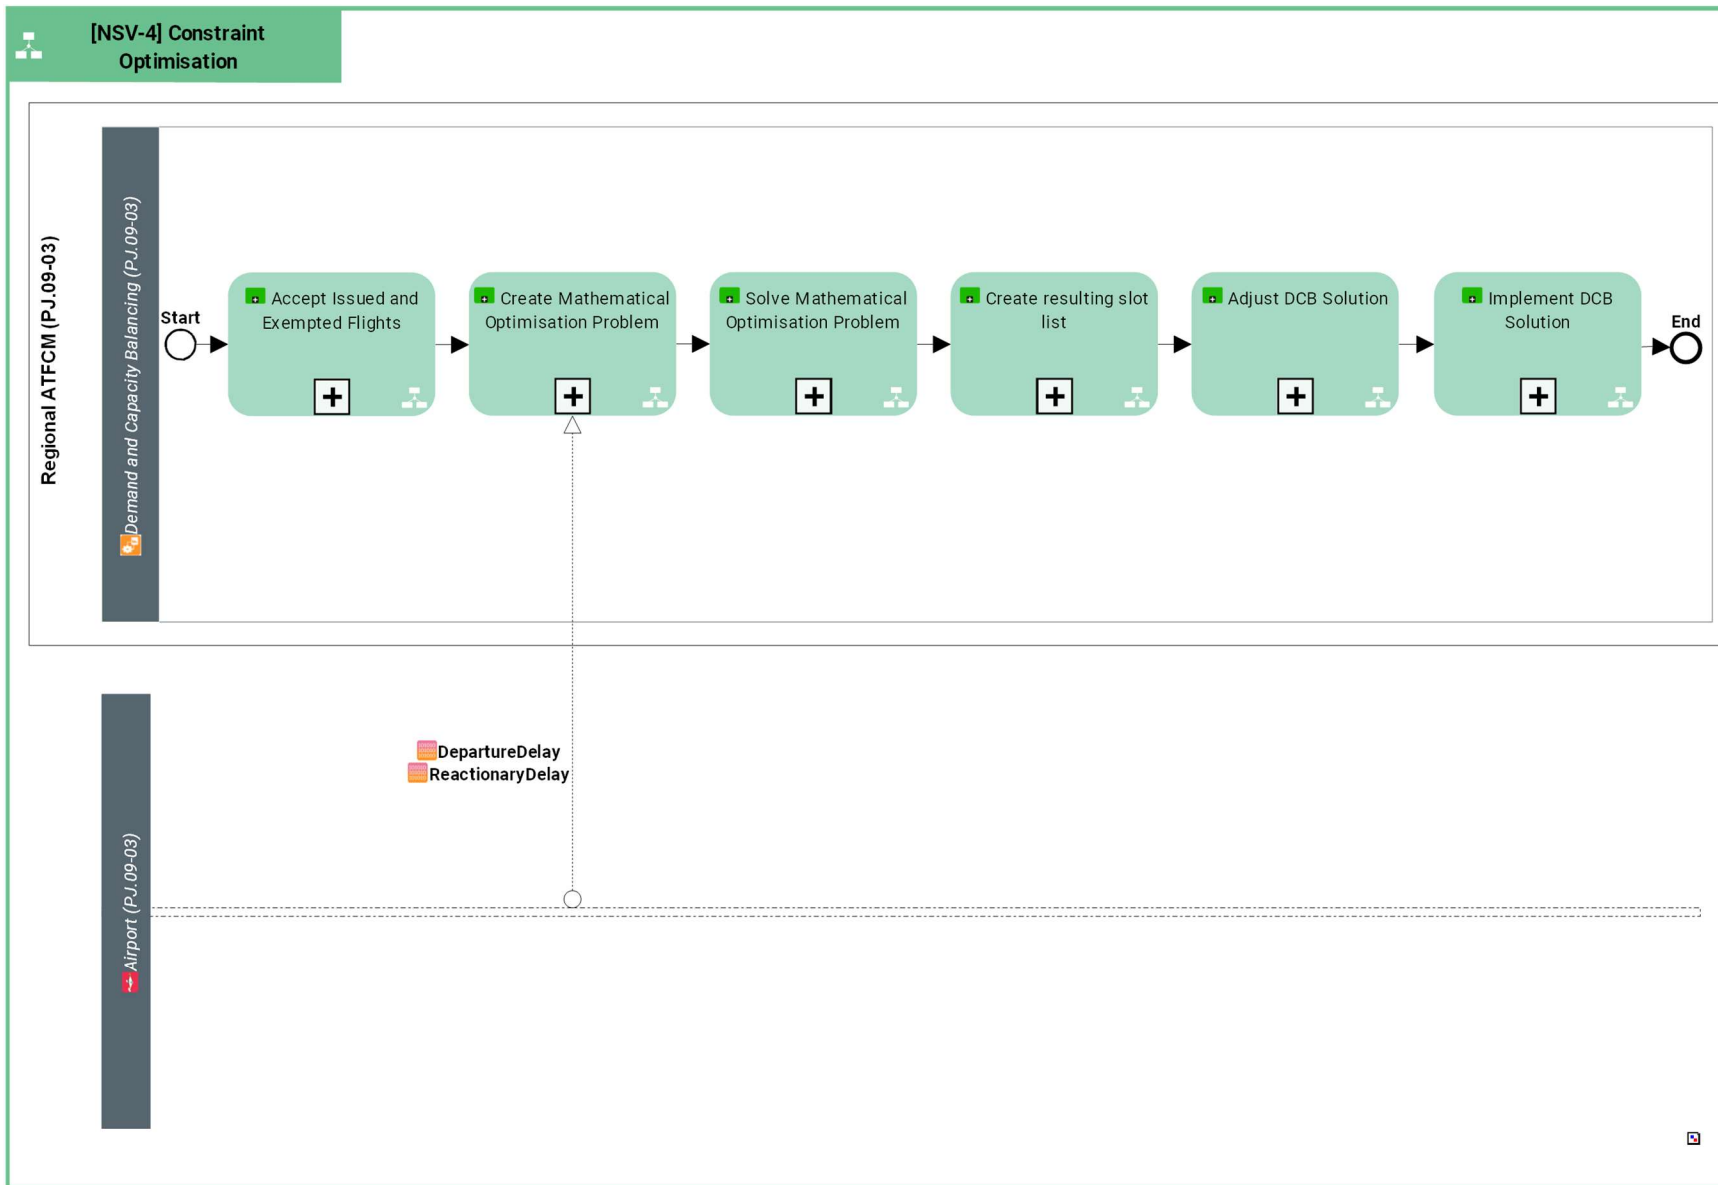 [NSV-4] Constraint
Optimisation
Regional ATFCM (PJ.09-03)
Demand and Capacity Balancing (PJ.09-03)
Start
Accept Issued and
Exempted Flights
Create Mathematical
Optimisation Problem
Solve Mathematical
Optimisation Problem
Create resulting slot
list
Adjust DCB Solution
Implement DCB
Solution
End
DepartureDelay
ReactionaryDelay
Airport (PJ.09-03)